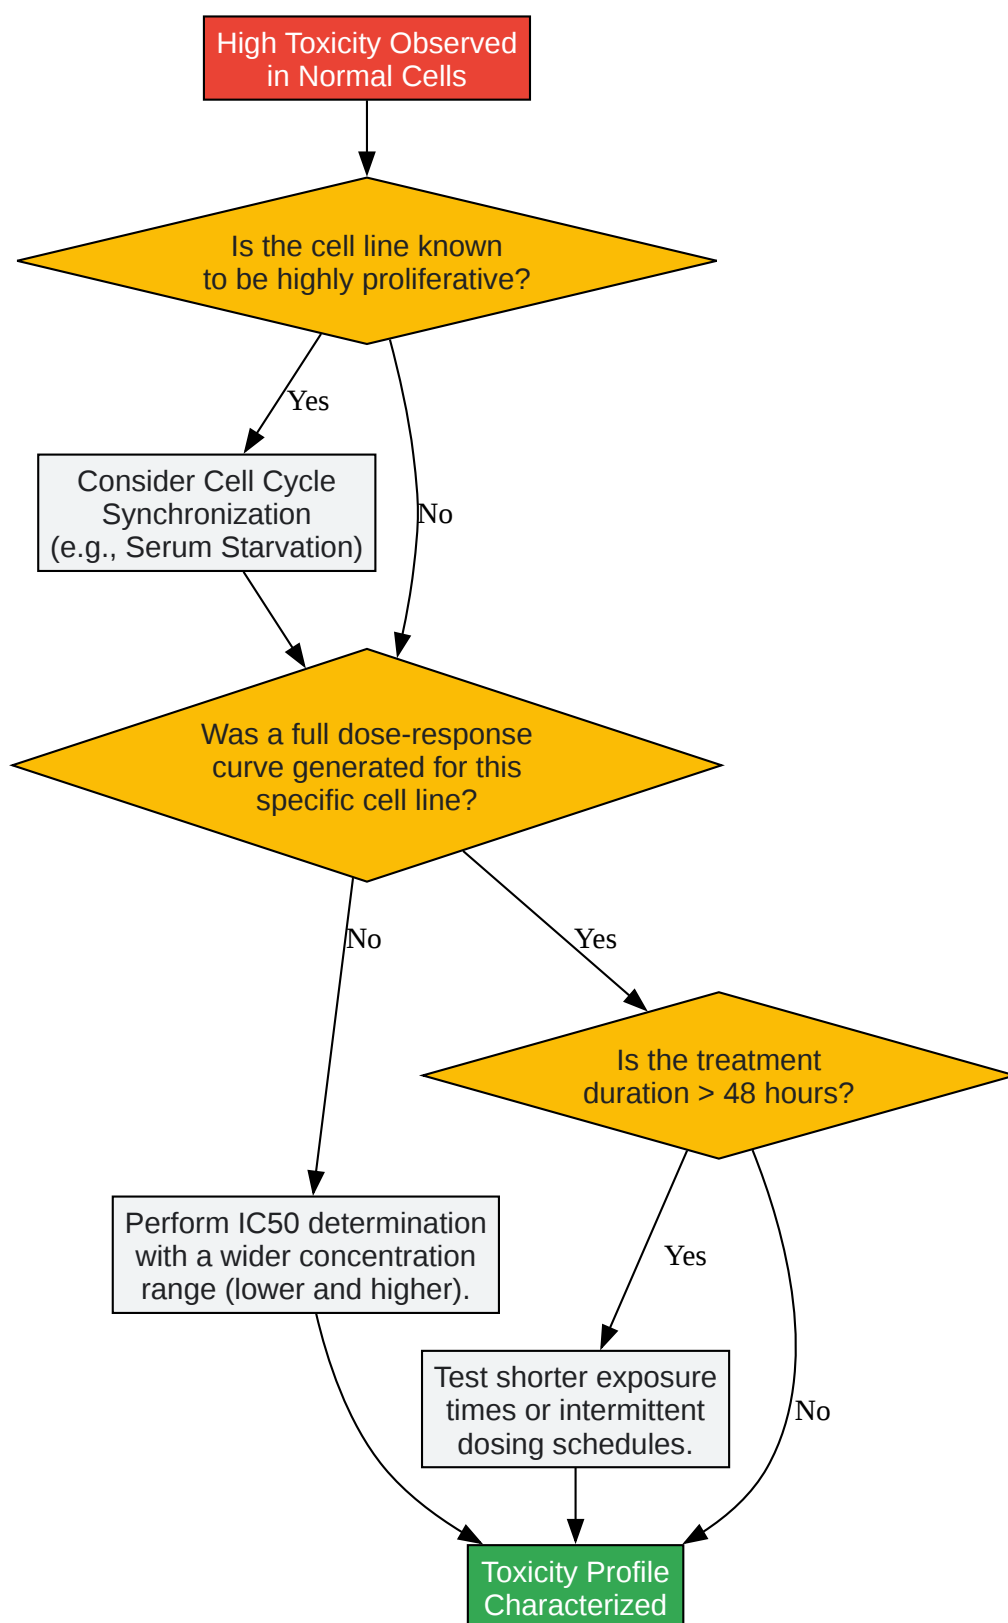 High Toxicity Observed
in Normal Cells
Is the cell line known
to be highly proliferative?
Yes
Consider Cell Cycle
Synchronization
(e.g., Serum Starvation)
No
Was a full dose-response
curve generated for this
specific cell line?
No
Yes
Is the treatment
duration > 48 hours?
Perform IC50 determination
with a wider concentration
range (lower and higher).
Yes
Test shorter exposure
times or intermittent
dosing schedules.
No
Toxicity Profile
Characterized